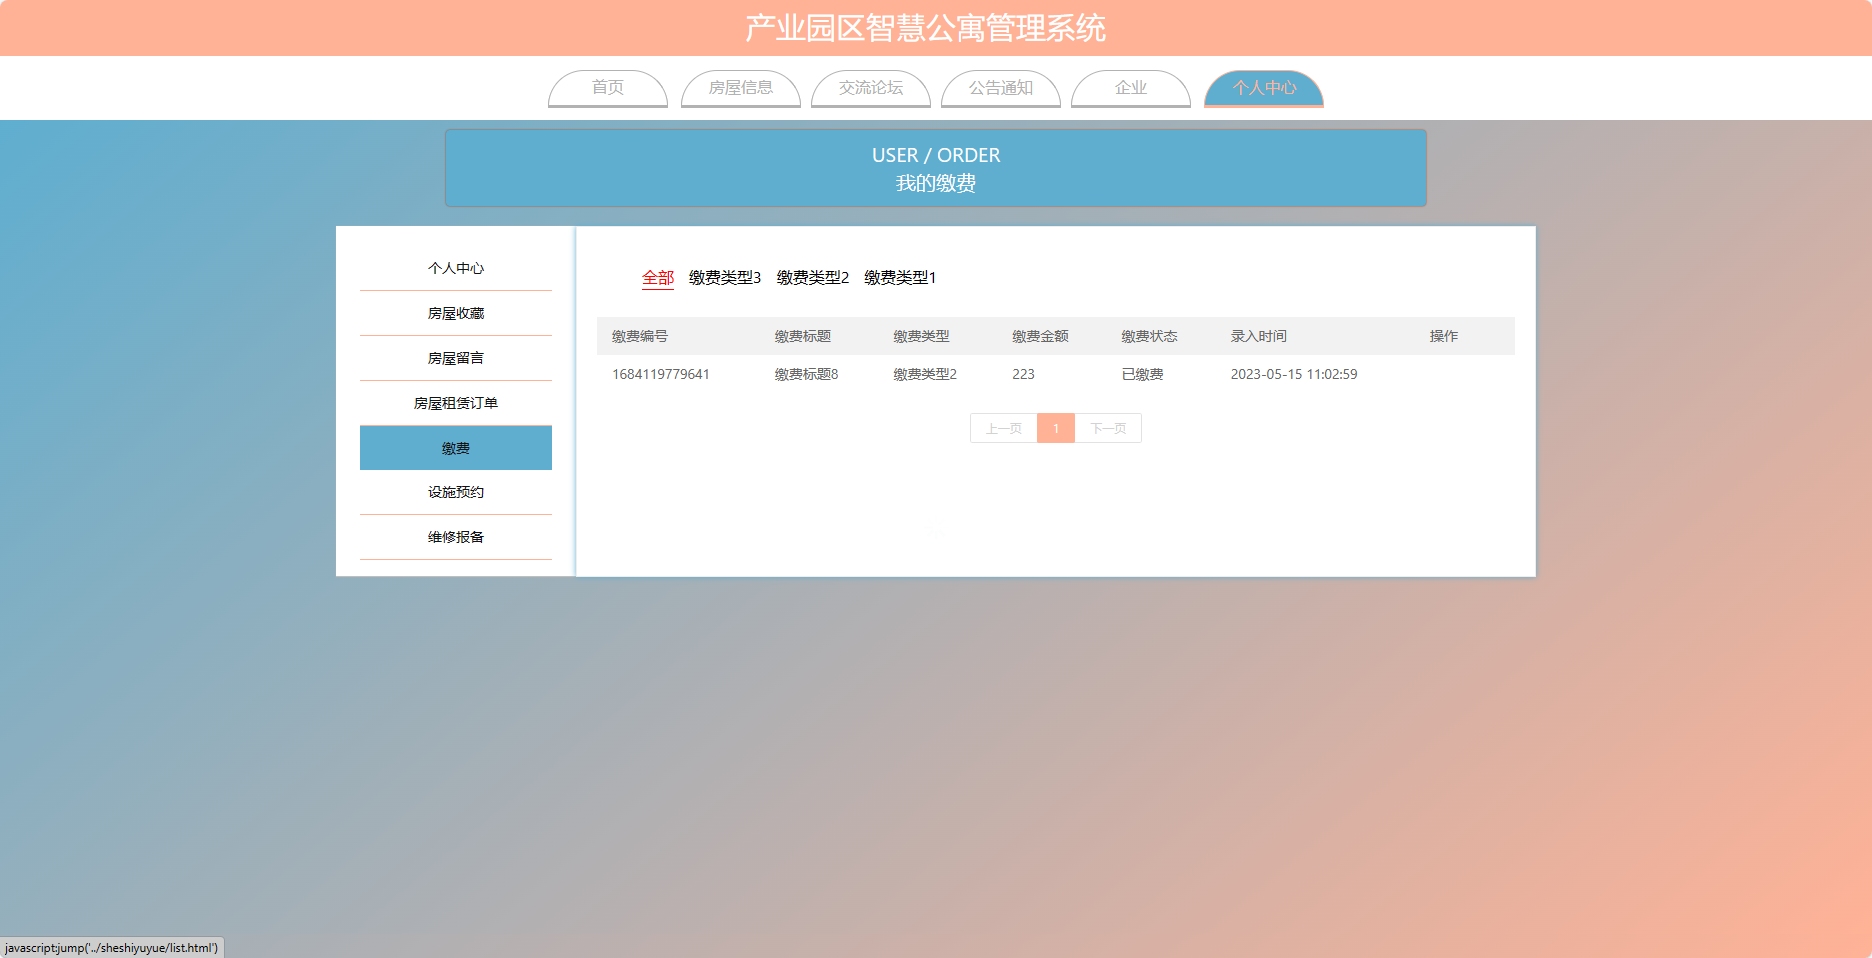 产业园区智慧公寓管理系统
首页 房屋信息 交流论坛 公告通知 企业 个人中心
USER / ORDER
我的缴费
个人中心
房屋收藏
房屋留言
房屋租赁订单
缴费
设施预约
维修报备
全部 缴费类型3 缴费类型2 缴费类型1
缴费编号 缴费标题 缴费类型 缴费金额 缴费状态 录入时间 操作
1684119779641 缴费标题8 缴费类型2 223 已缴费 2023-05-15 11:02:59
上一页 1 下一页
javascript:jump('../sheshiyuyue/list.html')